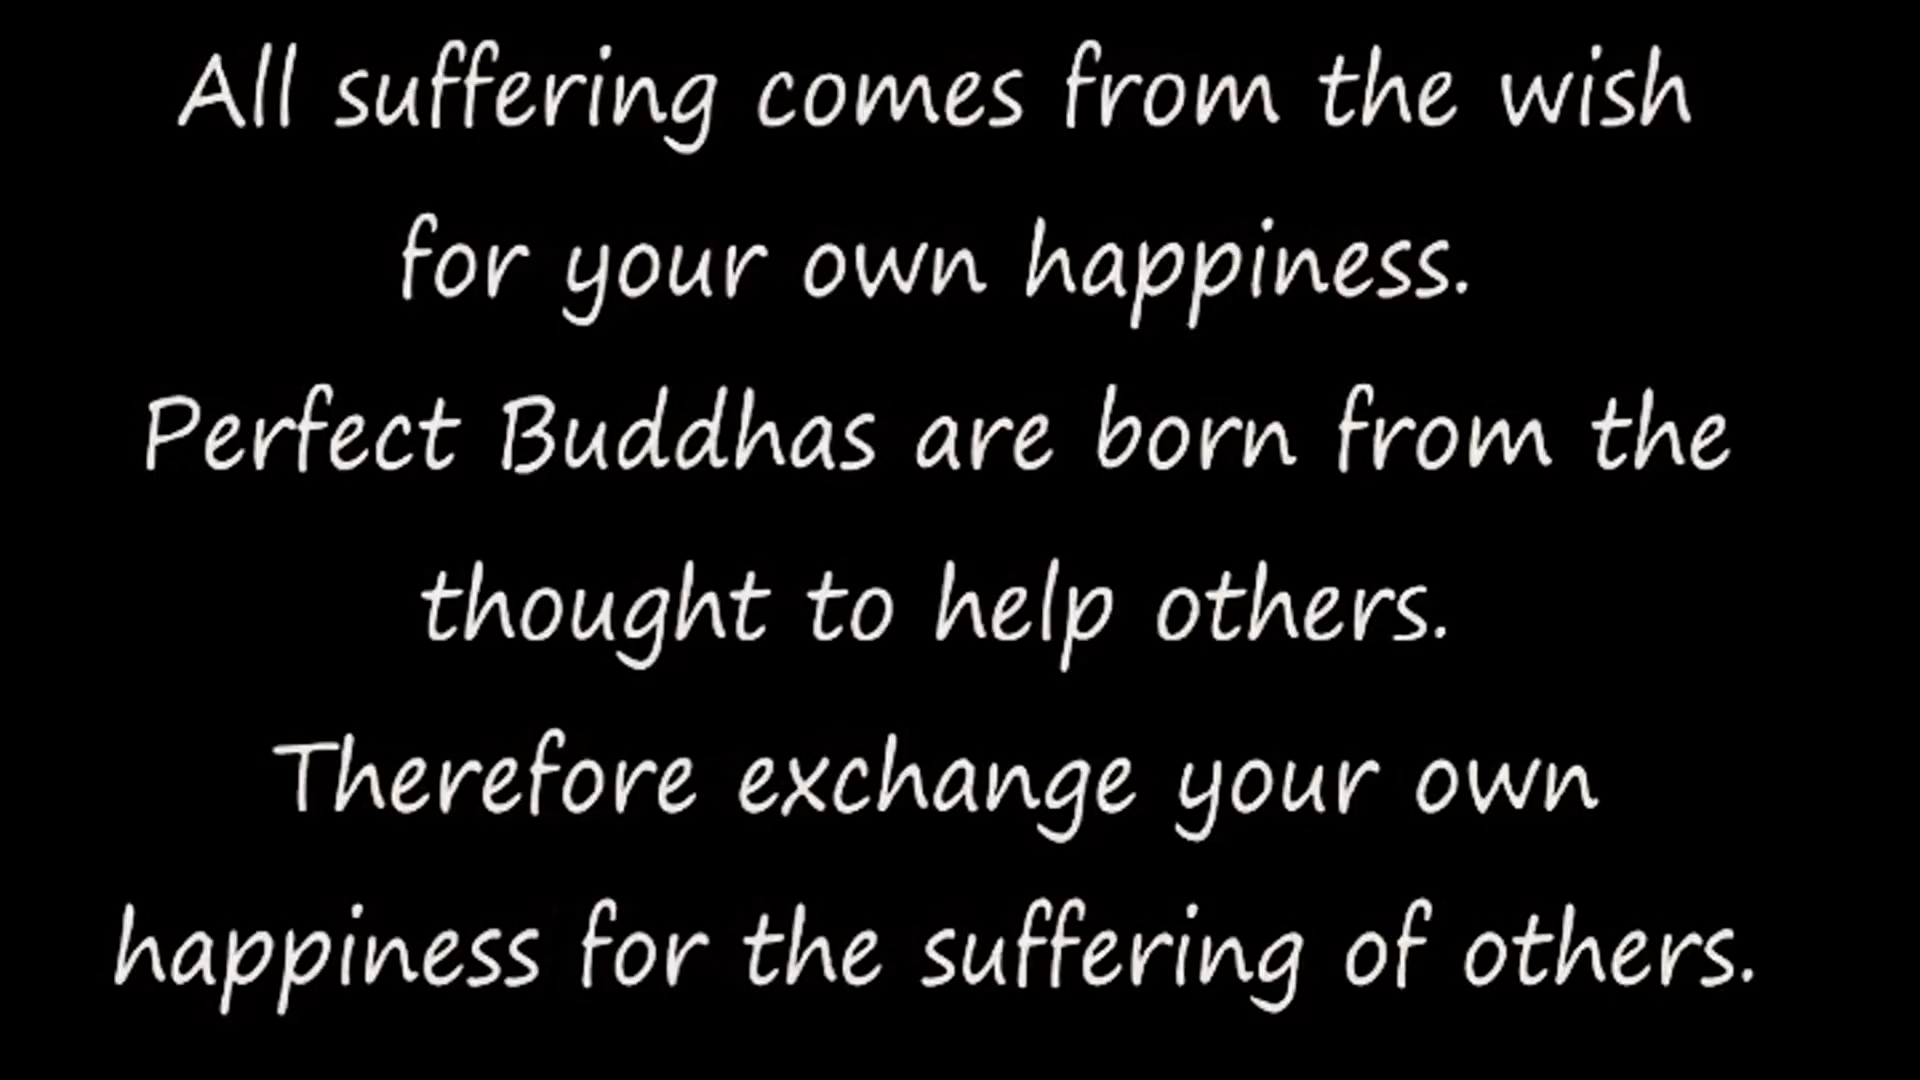 All suffering comes from the wish
for your own happiness.
Perfect Buddhas are born from the
thought to help others.
Therefore exchange your own
happiness for the suffering of others.